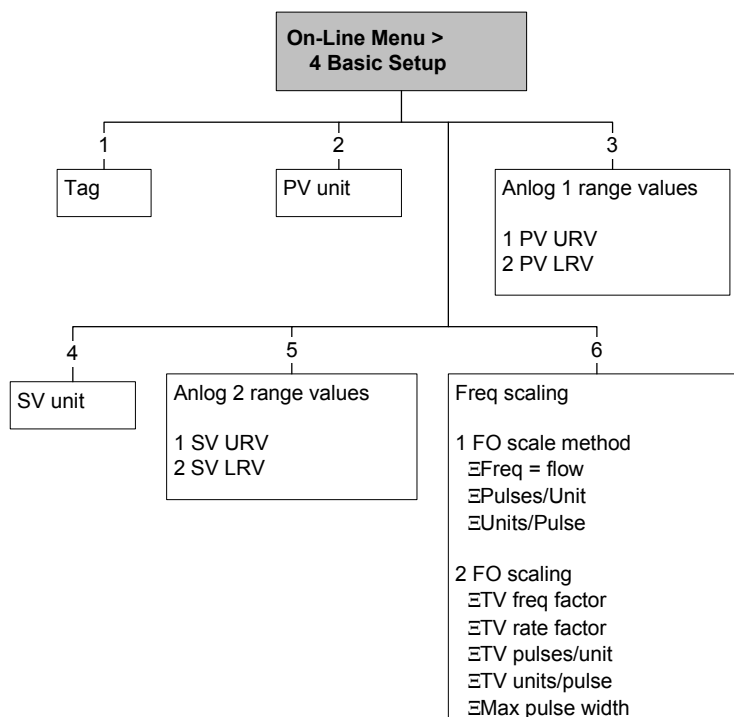 On-Line Menu >
4 Basic Setup
1
2
3
Tag
PV unit
Anlog 1 range values
1 PV URV
2 PV LRV
4
5
6
SV unit
Anlog 2 range values
1 SV URV
2 SV LRV
Freq scaling
1 FO scale method
ΞFreq = flow
ΞPulses/Unit
ΞUnits/Pulse
2 FO scaling
ΞTV freq factor
ΞTV rate factor
ΞTV pulses/unit
ΞTV units/pulse
ΞMax pulse width